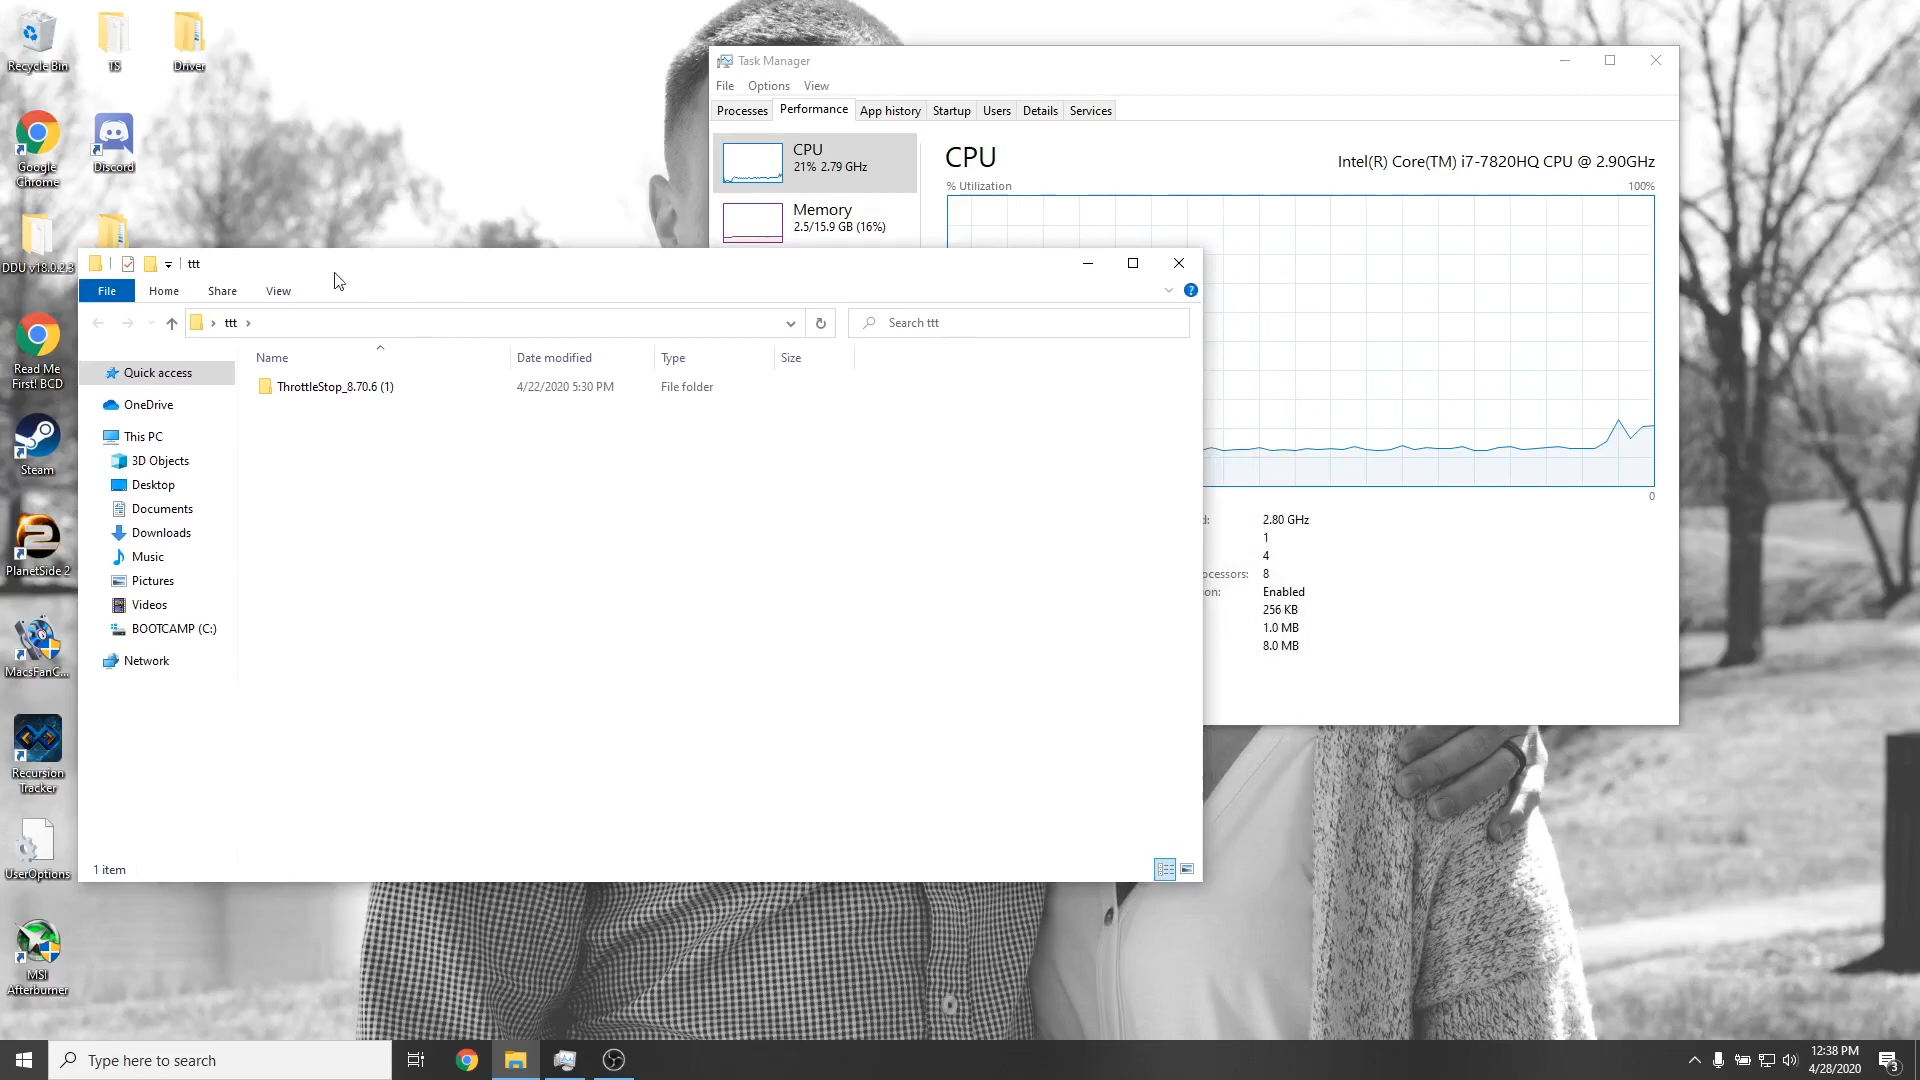 Recycle Bin
TS
Driver
Google
Chrome
Discord
DDU v18.0.2.3
Read Me
First! BCD
Steam
PlanetSide 2
MacsFanC...
Recursion
Tracker
UserOptions
MSI
Afterburner
Task Manager
File Options View
Processes Performance App history Startup Users Details Services
CPU
21% 2.79 GHz
Memory
2.5/15.9 GB (16%)
CPU
Intel(R) Core(TM) i7-7820HQ CPU @ 2.90GHz
% Utilization
100%
0
2.80 GHz
1
4
8
Enabled
256 KB
1.0 MB
8.0 MB
ttt
File Home Share View
ttt
Search ttt
Name Date modified Type Size
ThrottleStop_8.70.6 (1) 4/22/2020 5:30 PM File folder
Quick access
OneDrive
This PC
3D Objects
Desktop
Documents
Downloads
Music
Pictures
Videos
BOOTCAMP (C:)
Network
1 item
Type here to search
12:38 PM
4/28/2020
3